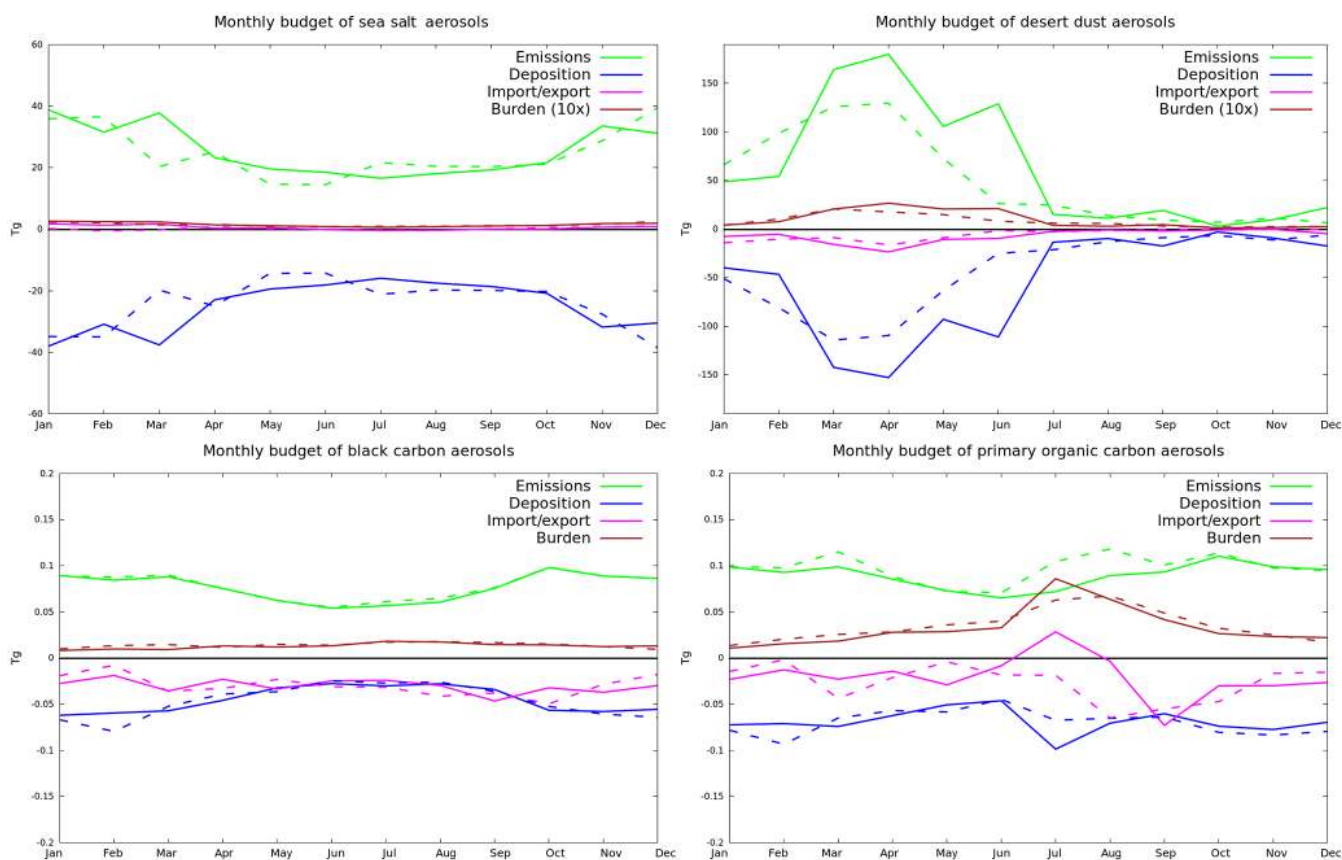 Monthly budget of sea salt aerosols
60
40
20
0
-20
-40
-60
Tg
Emissions
Deposition
Import/export
Burden (10x)
Jan Feb Mar Apr May Jun Jul Aug Sep Oct Nov Dec
Monthly budget of desert dust aerosols
150
100
50
0
-50
-100
-150
Tg
Emissions
Deposition
Import/export
Burden (10x)
Jan Feb Mar Apr May Jun Jul Aug Sep Oct Nov Dec
Monthly budget of black carbon aerosols
0.2
0.15
0.1
0.05
0
-0.05
-0.1
-0.15
-0.2
Tg
Emissions
Deposition
Import/export
Burden
Jan Feb Mar Apr May Jun Jul Aug Sep Oct Nov Dec
Monthly budget of primary organic carbon aerosols
0.2
0.15
0.1
0.05
0
-0.05
-0.1
-0.15
-0.2
Tg
Emissions
Deposition
Import/export
Burden
Jan Feb Mar Apr May Jun Jul Aug Sep Oct Nov Dec